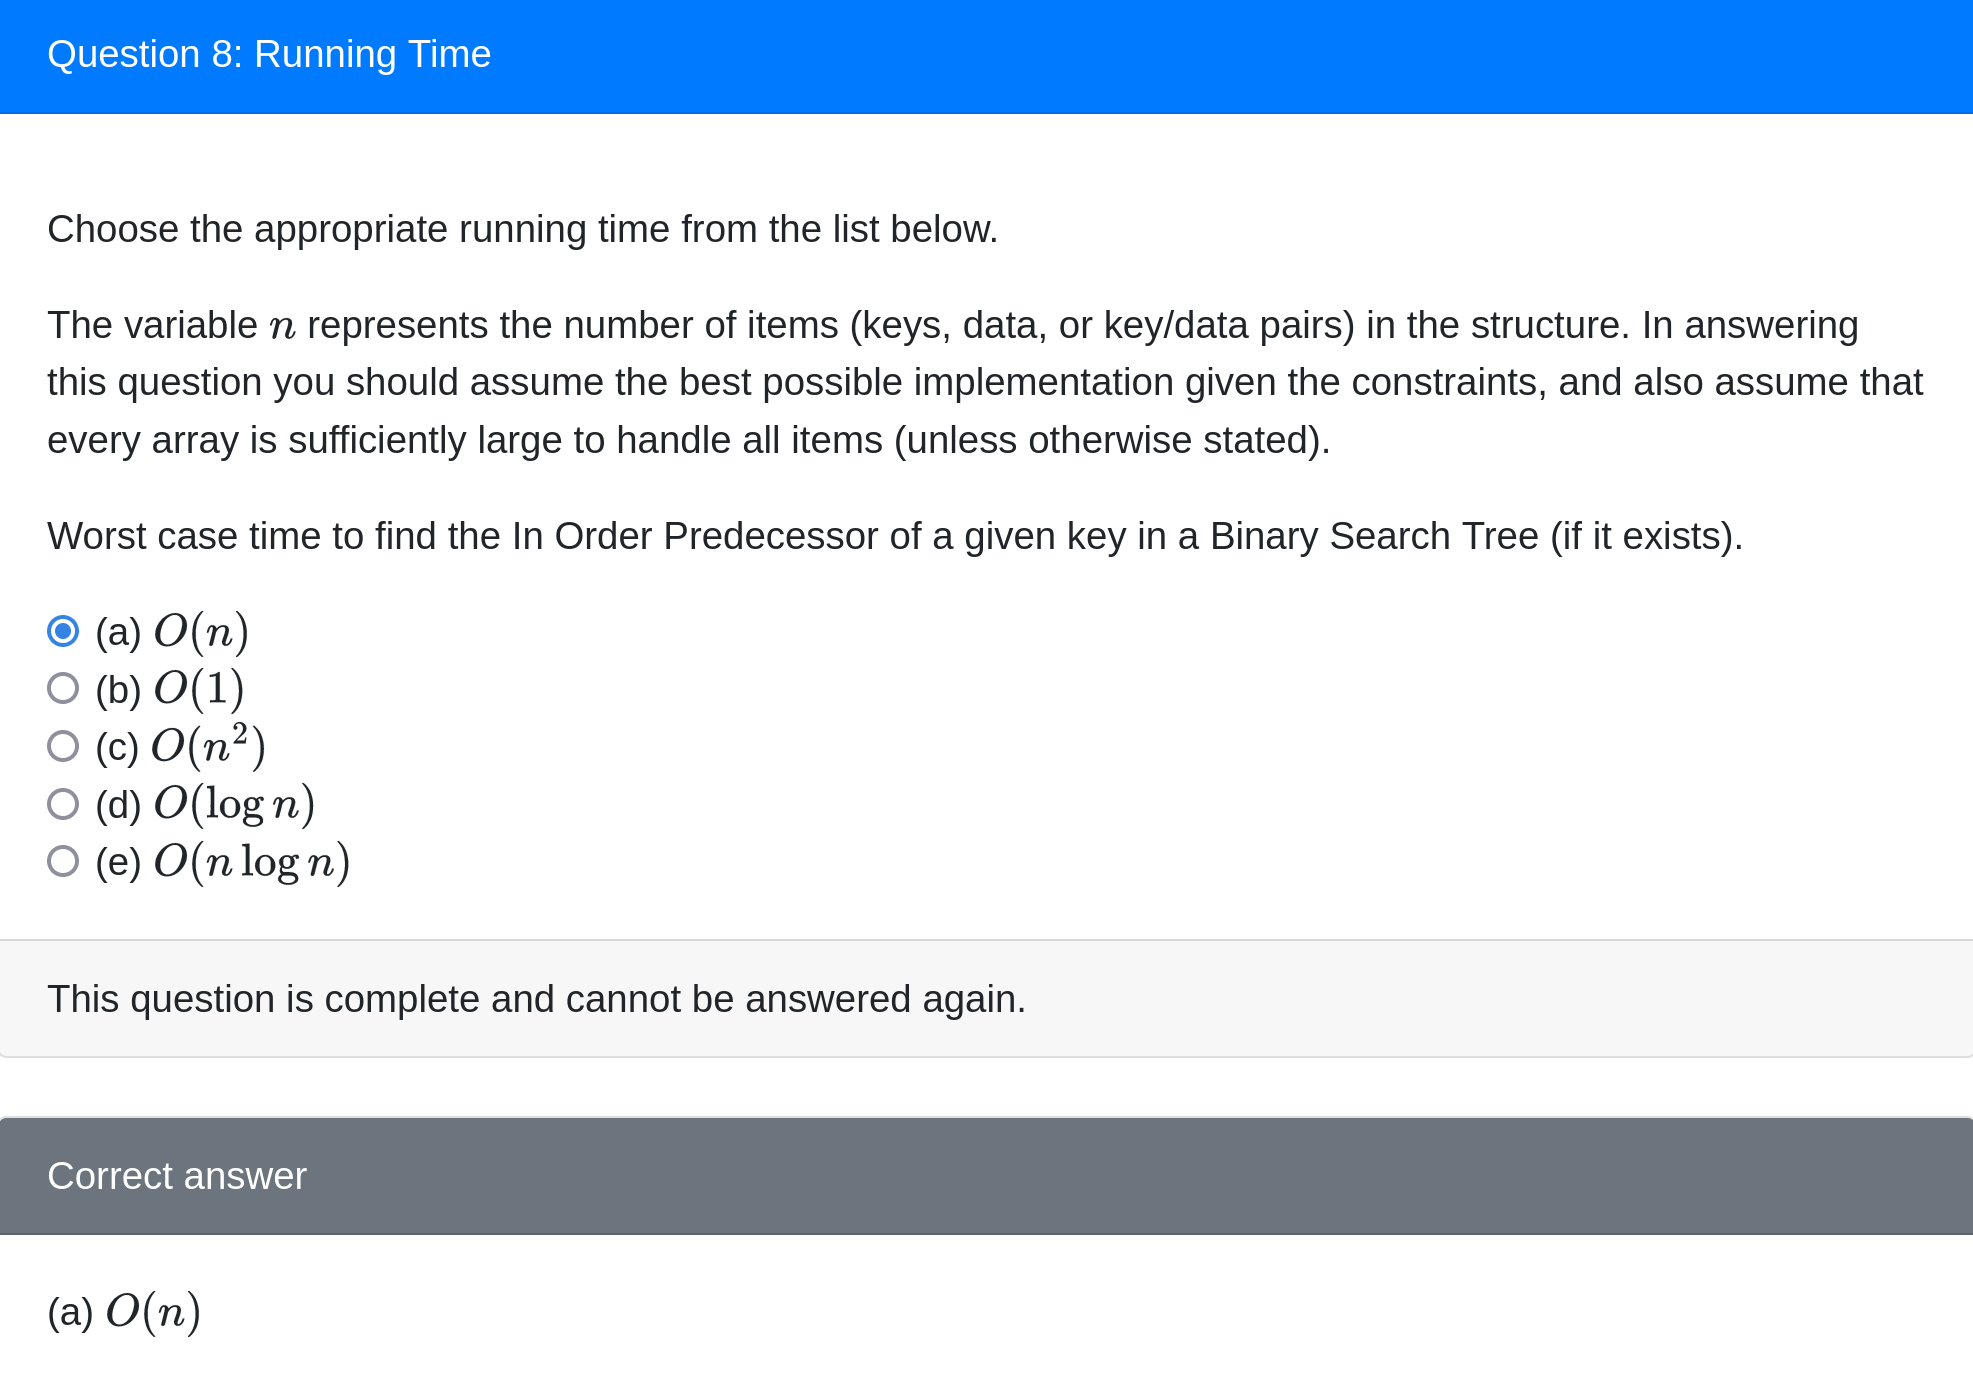 Question 8: Running Time
Choose the appropriate running time from the list below.
The variable n represents the number of items (keys, data, or key/data pairs) in the structure. In answering
this question you should assume the best possible implementation given the constraints, and also assume that
every array is sufficiently large to handle all items (unless otherwise stated).
Worst case time to find the In Order Predecessor of a given key in a Binary Search Tree (if it exists).
(a) O(n)
(b) O(1)
(c) O(n²)
(d) O(log n)
(e) O(n log n)
This question is complete and cannot be answered again.
Correct answer
(a) O(n)